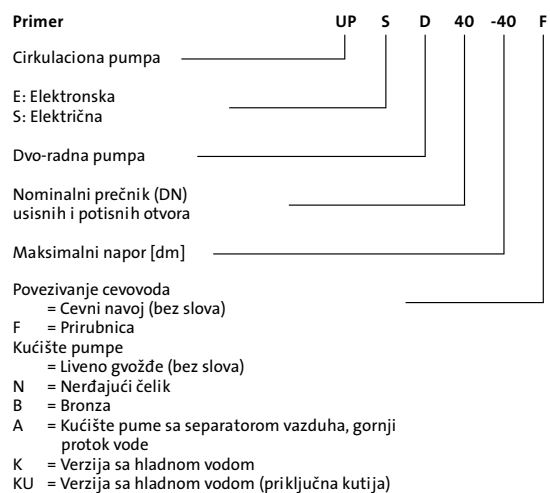 Primer UP S D 40 -40 F
Cirkulaciona pumpa
E: Elektronska
S: Električna
Dvo-radna pumpa
Nominalni prečnik (DN)
usisnih i potisnih otvora
Maksimalni napor [dm]
Povezivanje cevovoda
= Cevni navoj (bez slova)
F = Prirubnica
Kućište pumpe
= Liveno gvožđe (bez slova)
N = Nerđajući čelik
B = Bronza
A = Kućište pume sa separatorom vazduha, gornji
protok vode
K = Verzija sa hladnom vodom
KU = Verzija sa hladnom vodom (priključna kutija)